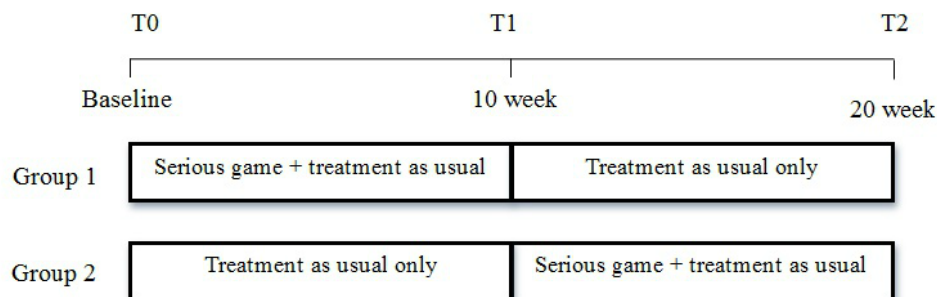 T0 T1 T2
Baseline 10 week 20 week
Group 1 Serious game + treatment as usual Treatment as usual only
Group 2 Treatment as usual only Serious game + treatment as usual